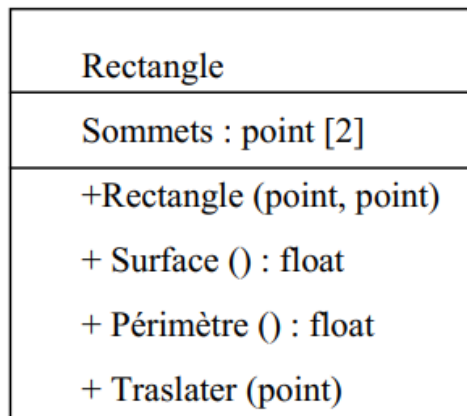 Rectangle
Sommets : point [2]
+Rectangle (point, point)
+ Surface () : float
+ Périmètre () : float
+ Traslater (point)